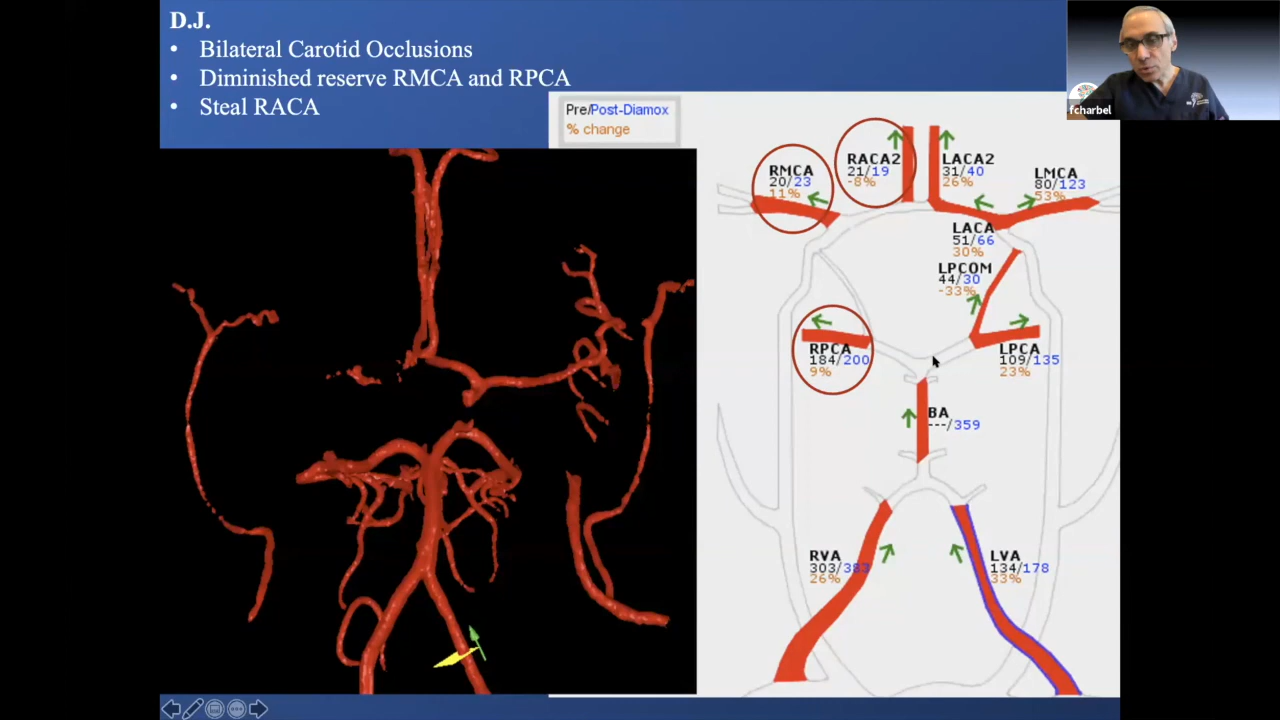 D.J.
• Bilateral Carotid Occlusions
• Diminished reserve RMCA and RPCA
• Steal RACA
fcharbel
Pre/Post-Diamox
% change
RMCA
20/23
11%
RACA2
21/19
-8%
LACA2
31/40
26%
LMCA
80/123
53%
LACA
51/66
30%
LPCOM
44/30
-33%
RPCA
184/200
9%
LPCA
109/135
23%
BA
---/359
RVA
303/383
26%
LVA
134/178
33%